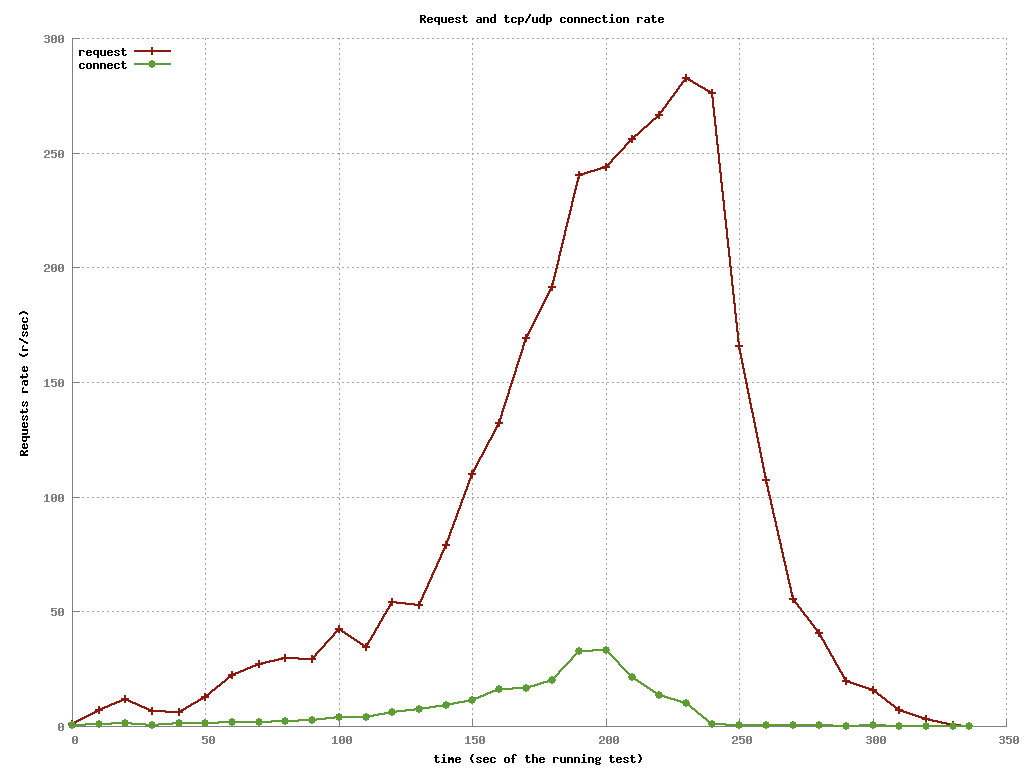 Request and tcp/udp connection rate
300
request
connect
250
200
Requests rate (r/sec)
150
100
50
0
0 50 100 150 200 250 300 350
time (sec of the running test)